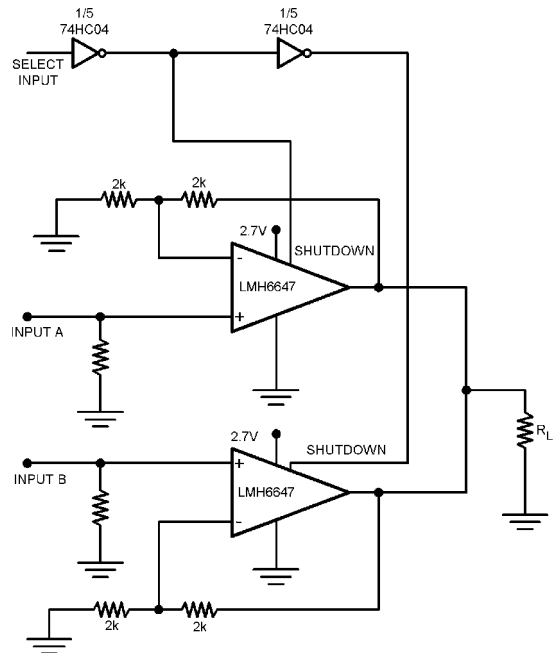 1/5
74HC04
1/5
74HC04
SELECT
INPUT
2k
2k
2.7V
SHUTDOWN
-
LMH6647
+
INPUT A
2.7V
SHUTDOWN
+
LMH6647
-
INPUT B
RL
2k
2k